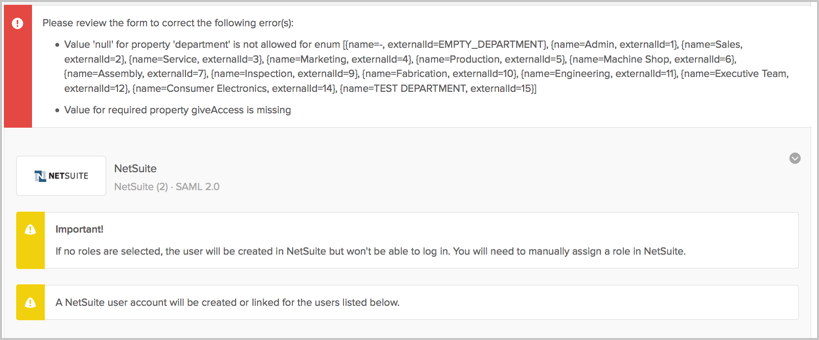 Please review the form to correct the following error(s):
• Value 'null' for property 'department' is not allowed for enum [{name=-, externalId=EMPTY_DEPARTMENT}, {name=Admin, externalId=1}, {name=Sales,
externalId=2}, {name=Service, externalId=3}, {name=Marketing, externalId=4}, {name=Production, externalId=5}, {name=Machine Shop, externalId=6},
{name=Assembly, externalId=7}, {name=Inspection, externalId=9}, {name=Fabrication, externalId=10}, {name=Engineering, externalId=11}, {name=Executive Team,
externalId=12}, {name=Consumer Electronics, externalId=14}, {name=TEST DEPARTMENT, externalId=15}]
• Value for required property giveAccess is missing
NETSUITE
NetSuite
NetSuite (2) - SAML 2.0
Important!
If no roles are selected, the user will be created in NetSuite but won't be able to log in. You will need to manually assign a role in NetSuite.
A NetSuite user account will be created or linked for the users listed below.